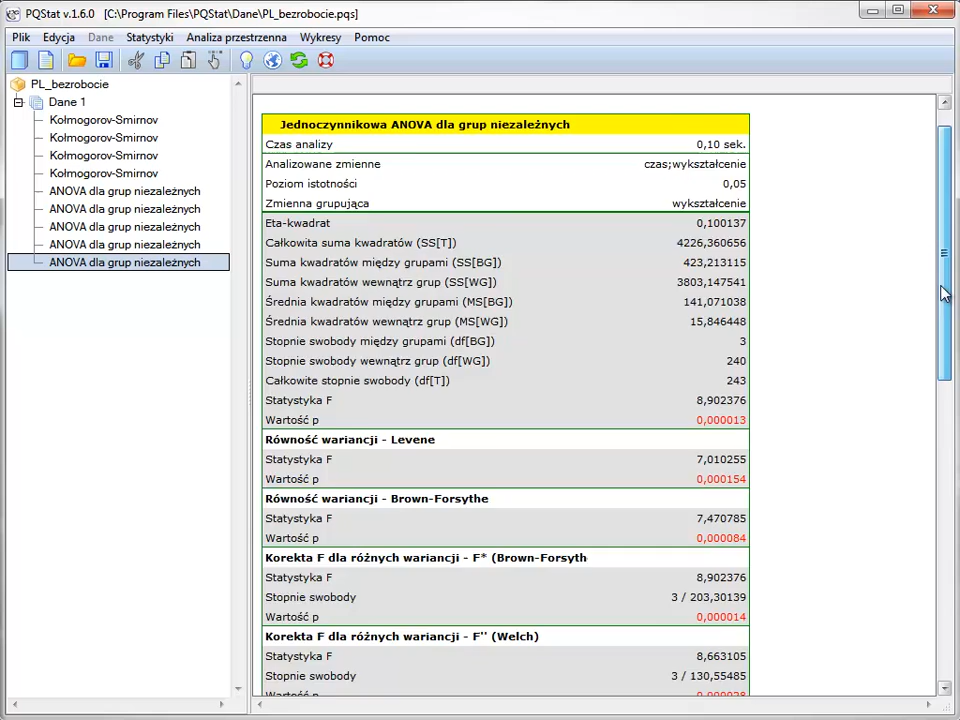 PQStat v.1.6.0   [C:\Program Files\PQStat\Dane\PL_bezrobocie.pqs]
Plik Edycja Dane Statystyki Analiza przestrzenna Wykresy Pomoc
PL_bezrobocie
Dane 1
Kołmogorov-Smirnov
Kołmogorov-Smirnov
Kołmogorov-Smirnov
Kołmogorov-Smirnov
ANOVA dla grup niezależnych
ANOVA dla grup niezależnych
ANOVA dla grup niezależnych
ANOVA dla grup niezależnych
ANOVA dla grup niezależnych
Jednoczynnikowa ANOVA dla grup niezależnych
Czas analizy 0,10 sek.
Analizowane zmienne czas;wykształcenie
Poziom istotności 0,05
Zmienna grupująca wykształcenie
Eta-kwadrat 0,100137
Całkowita suma kwadratów (SS[T]) 4226,360656
Suma kwadratów między grupami (SS[BG]) 423,213115
Suma kwadratów wewnątrz grup (SS[WG]) 3803,147541
Średnia kwadratów między grupami (MS[BG]) 141,071038
Średnia kwadratów wewnątrz grup (MS[WG]) 15,846448
Stopnie swobody między grupami (df[BG]) 3
Stopnie swobody wewnątrz grup (df[WG]) 240
Całkowite stopnie swobody (df[T]) 243
Statystyka F 8,902376
Wartość p 0,000013
Równość wariancji - Levene
Statystyka F 7,010255
Wartość p 0,000154
Równość wariancji - Brown-Forsythe
Statystyka F 7,470785
Wartość p 0,000084
Korekta F dla różnych wariancji - F* (Brown-Forsyth
Statystyka F 8,902376
Stopnie swobody 3 / 203,30139
Wartość p 0,000014
Korekta F dla różnych wariancji - F'' (Welch)
Statystyka F 8,663105
Stopnie swobody 3 / 130,55485
Wartość p 0,000028